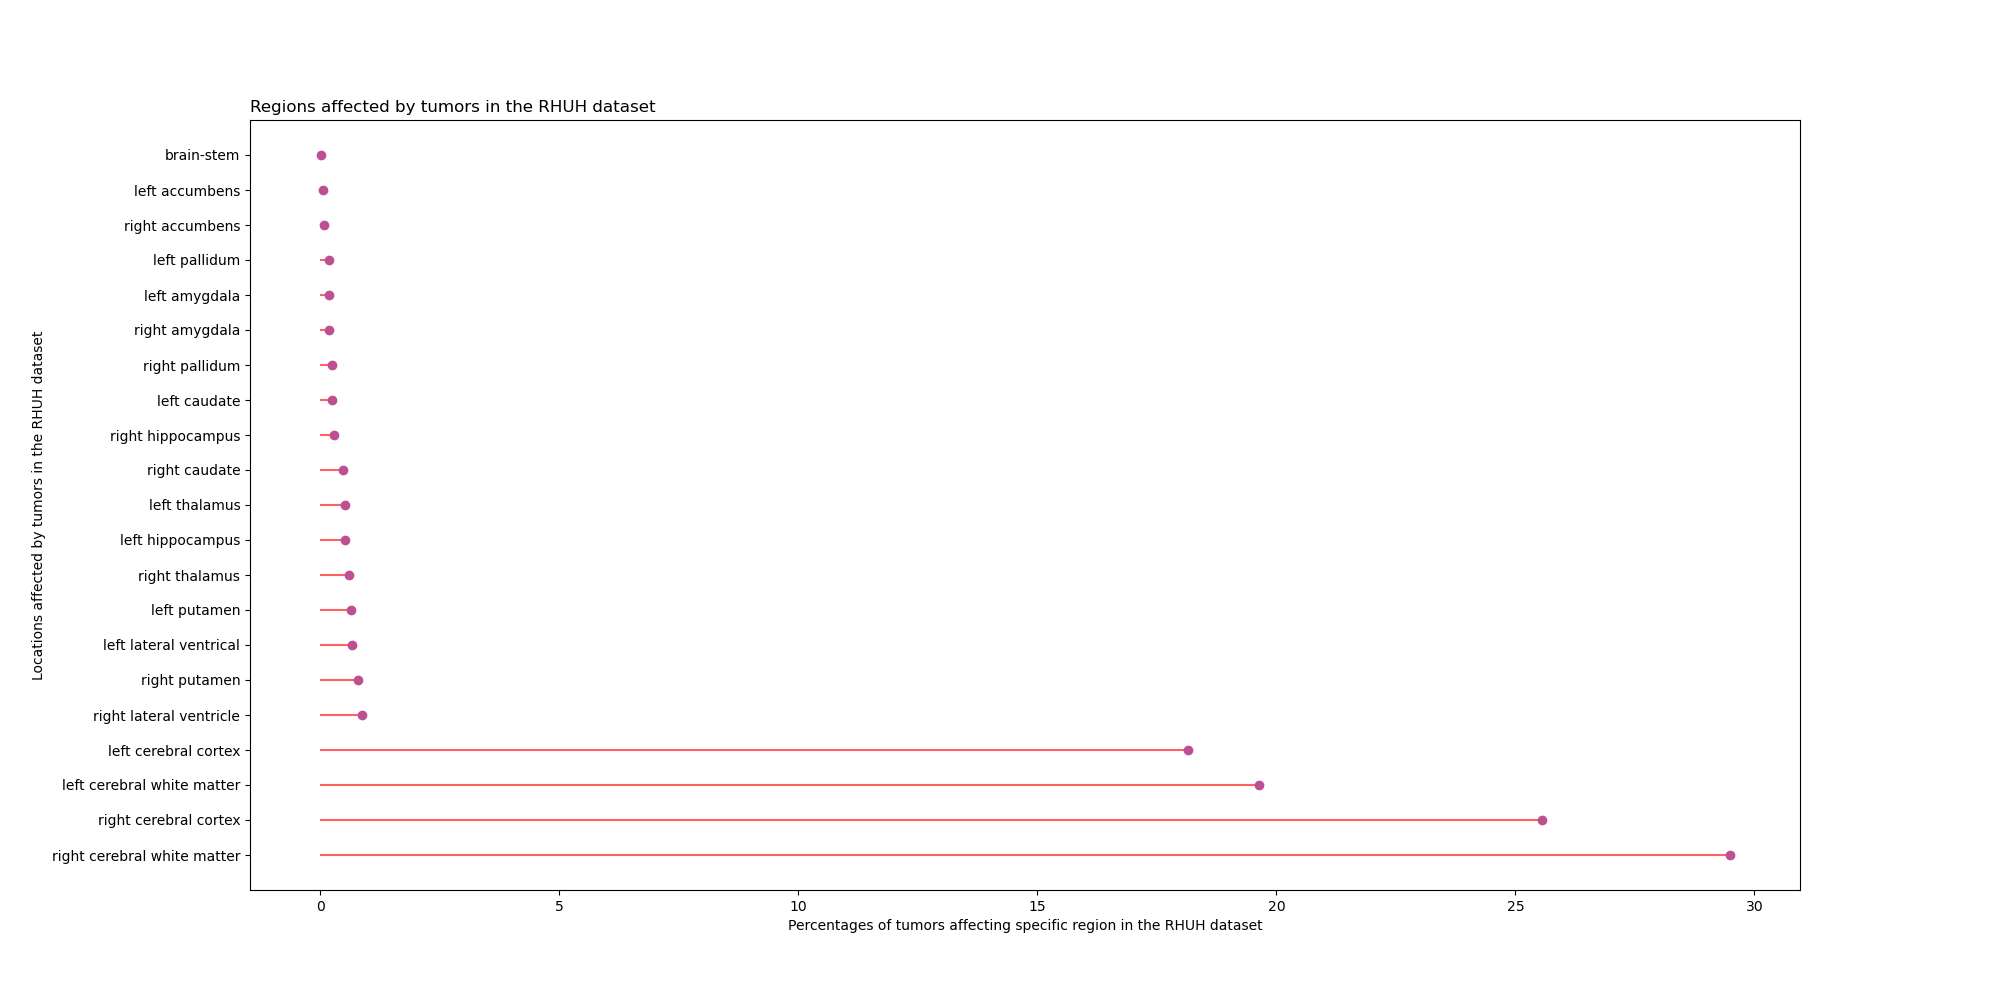 Regions affected by tumors in the RHUH dataset
Locations affected by tumors in the RHUH dataset
brain-stem
left accumbens
right accumbens
left pallidum
left amygdala
right amygdala
right pallidum
left caudate
right hippocampus
right caudate
left thalamus
left hippocampus
right thalamus
left putamen
left lateral ventrical
right putamen
right lateral ventricle
left cerebral cortex
left cerebral white matter
right cerebral cortex
right cerebral white matter
0 5 10 15 20 25 30
Percentages of tumors affecting specific region in the RHUH dataset